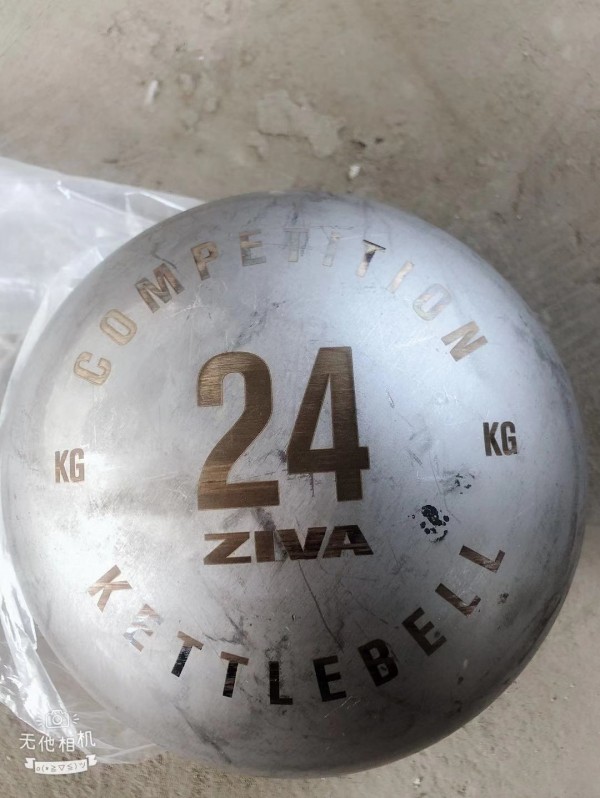 COMPETITION
24
KG
KG
ZIVA
KETTLEBELL
无他相机